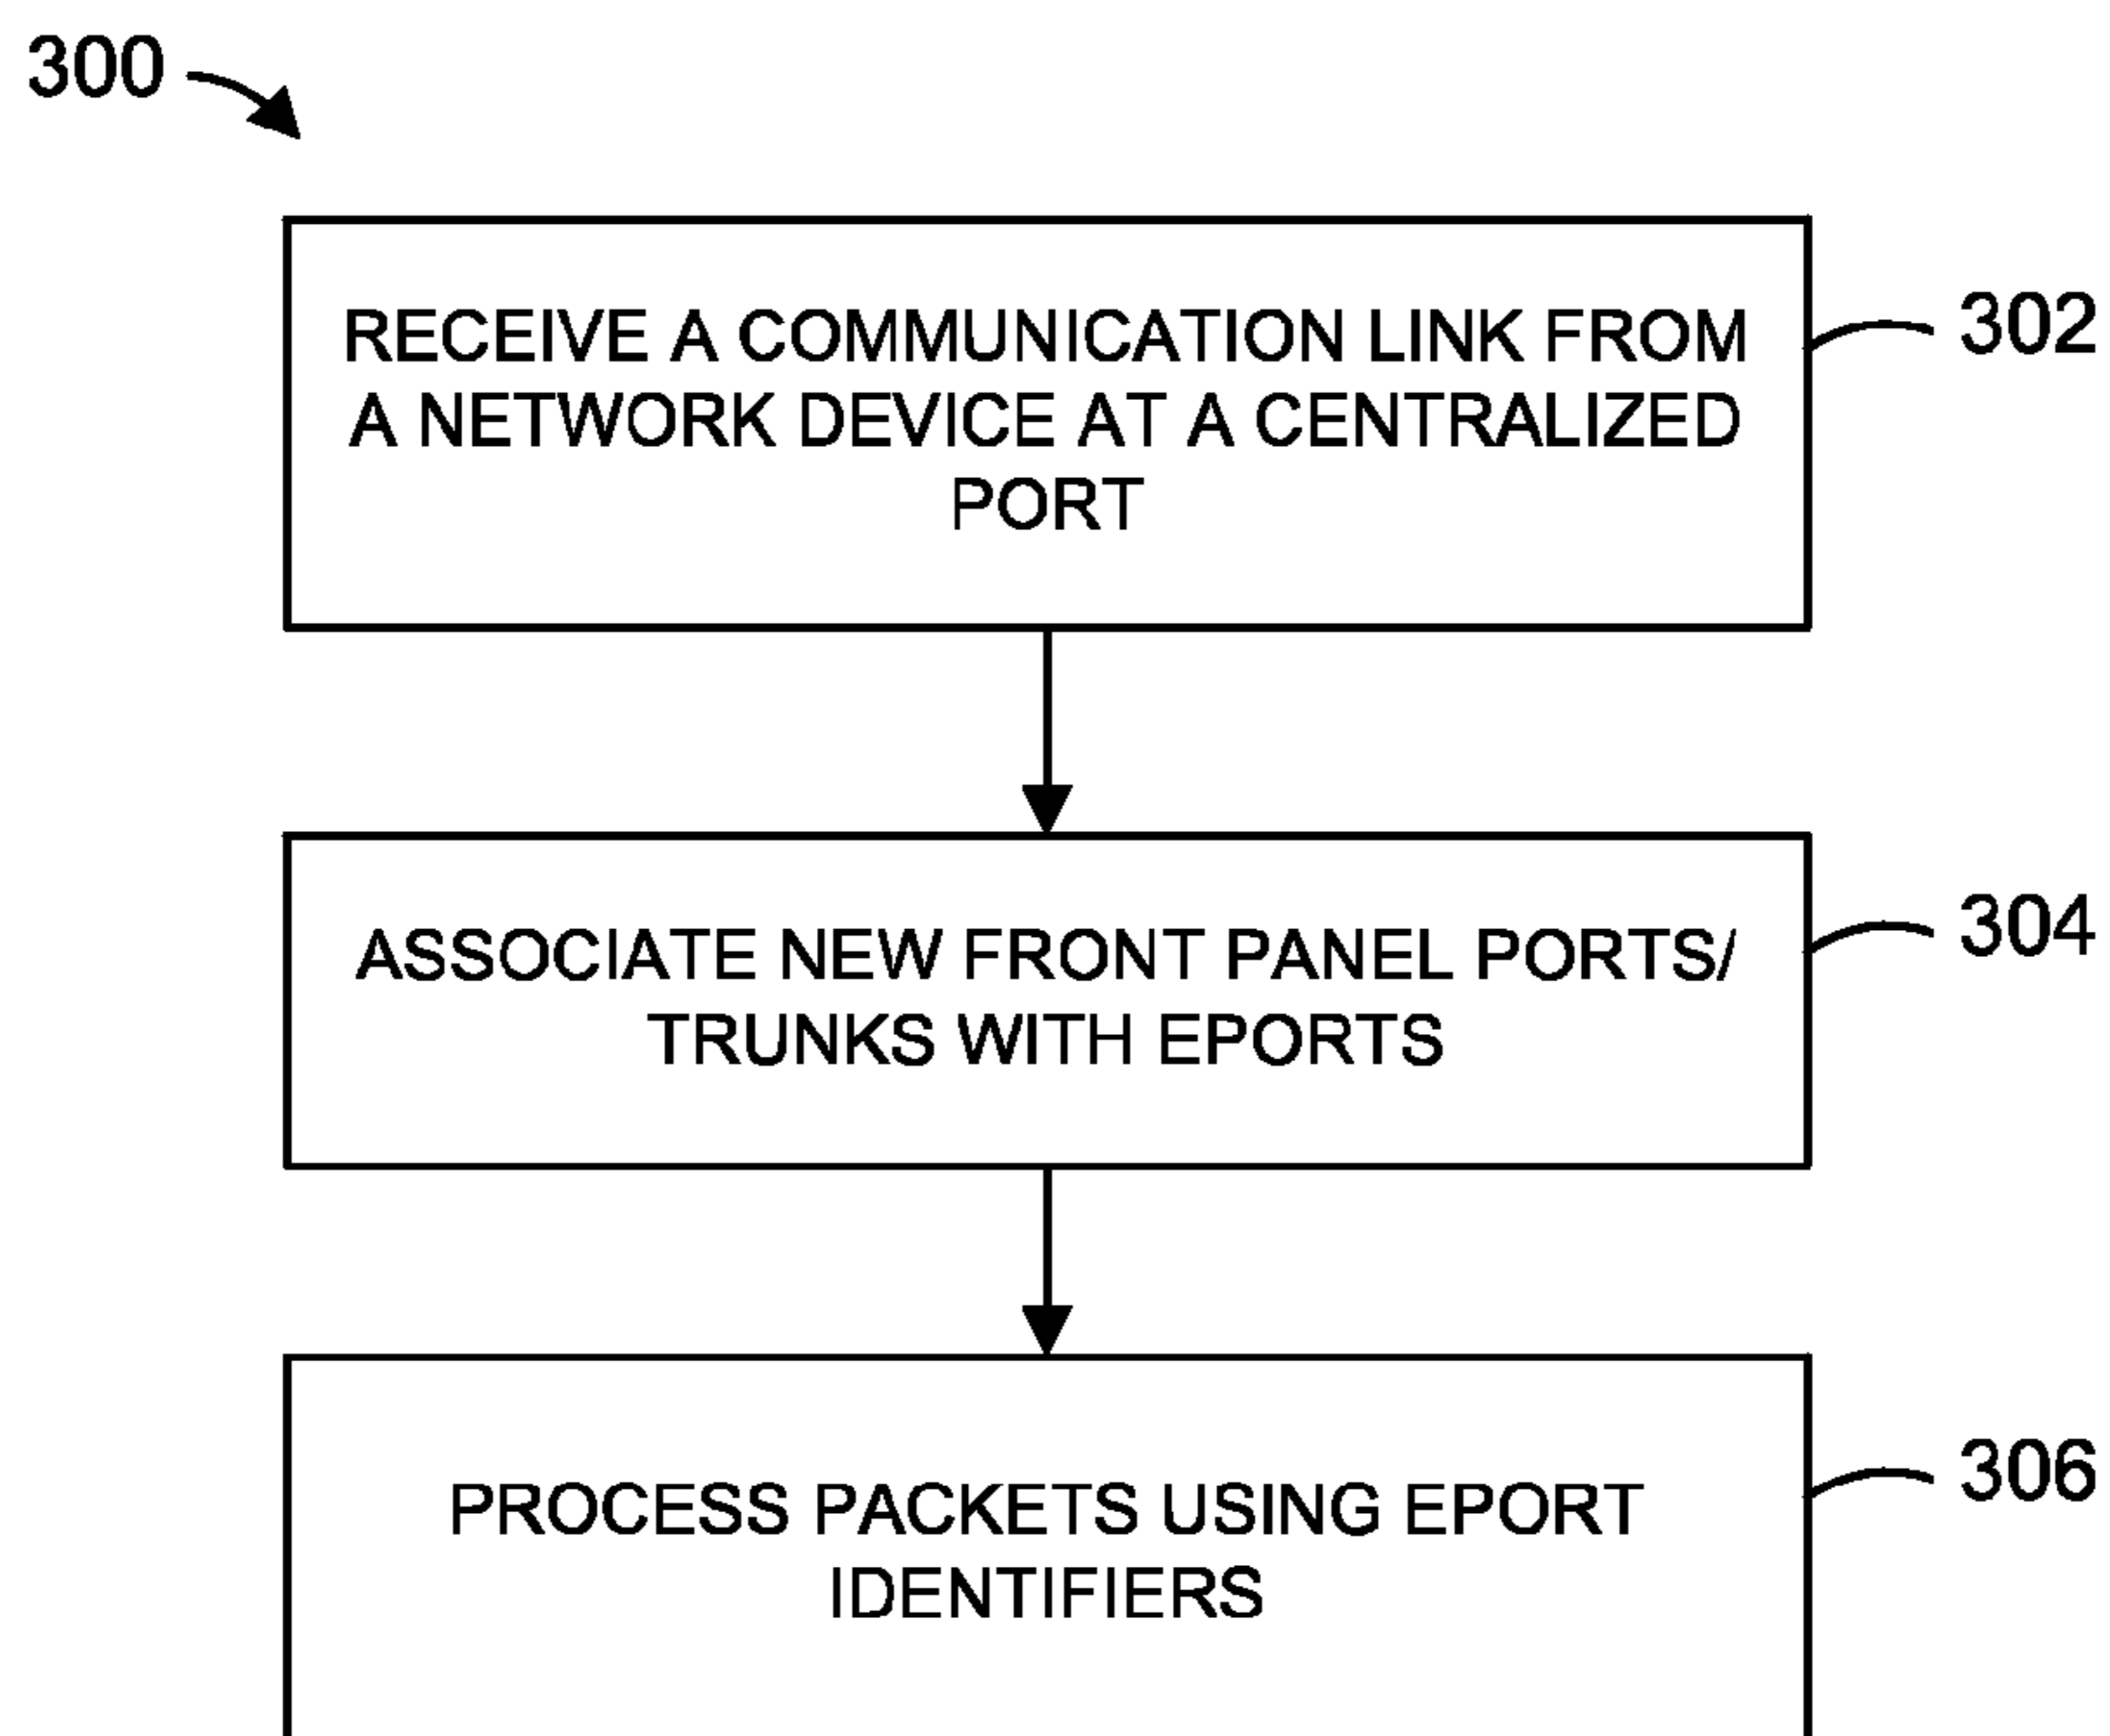 300
RECEIVE A COMMUNICATION LINK FROM
A NETWORK DEVICE AT A CENTRALIZED
PORT
302
ASSOCIATE NEW FRONT PANEL PORTS/
TRUNKS WITH EPORTS
304
PROCESS PACKETS USING EPORT
IDENTIFIERS
306